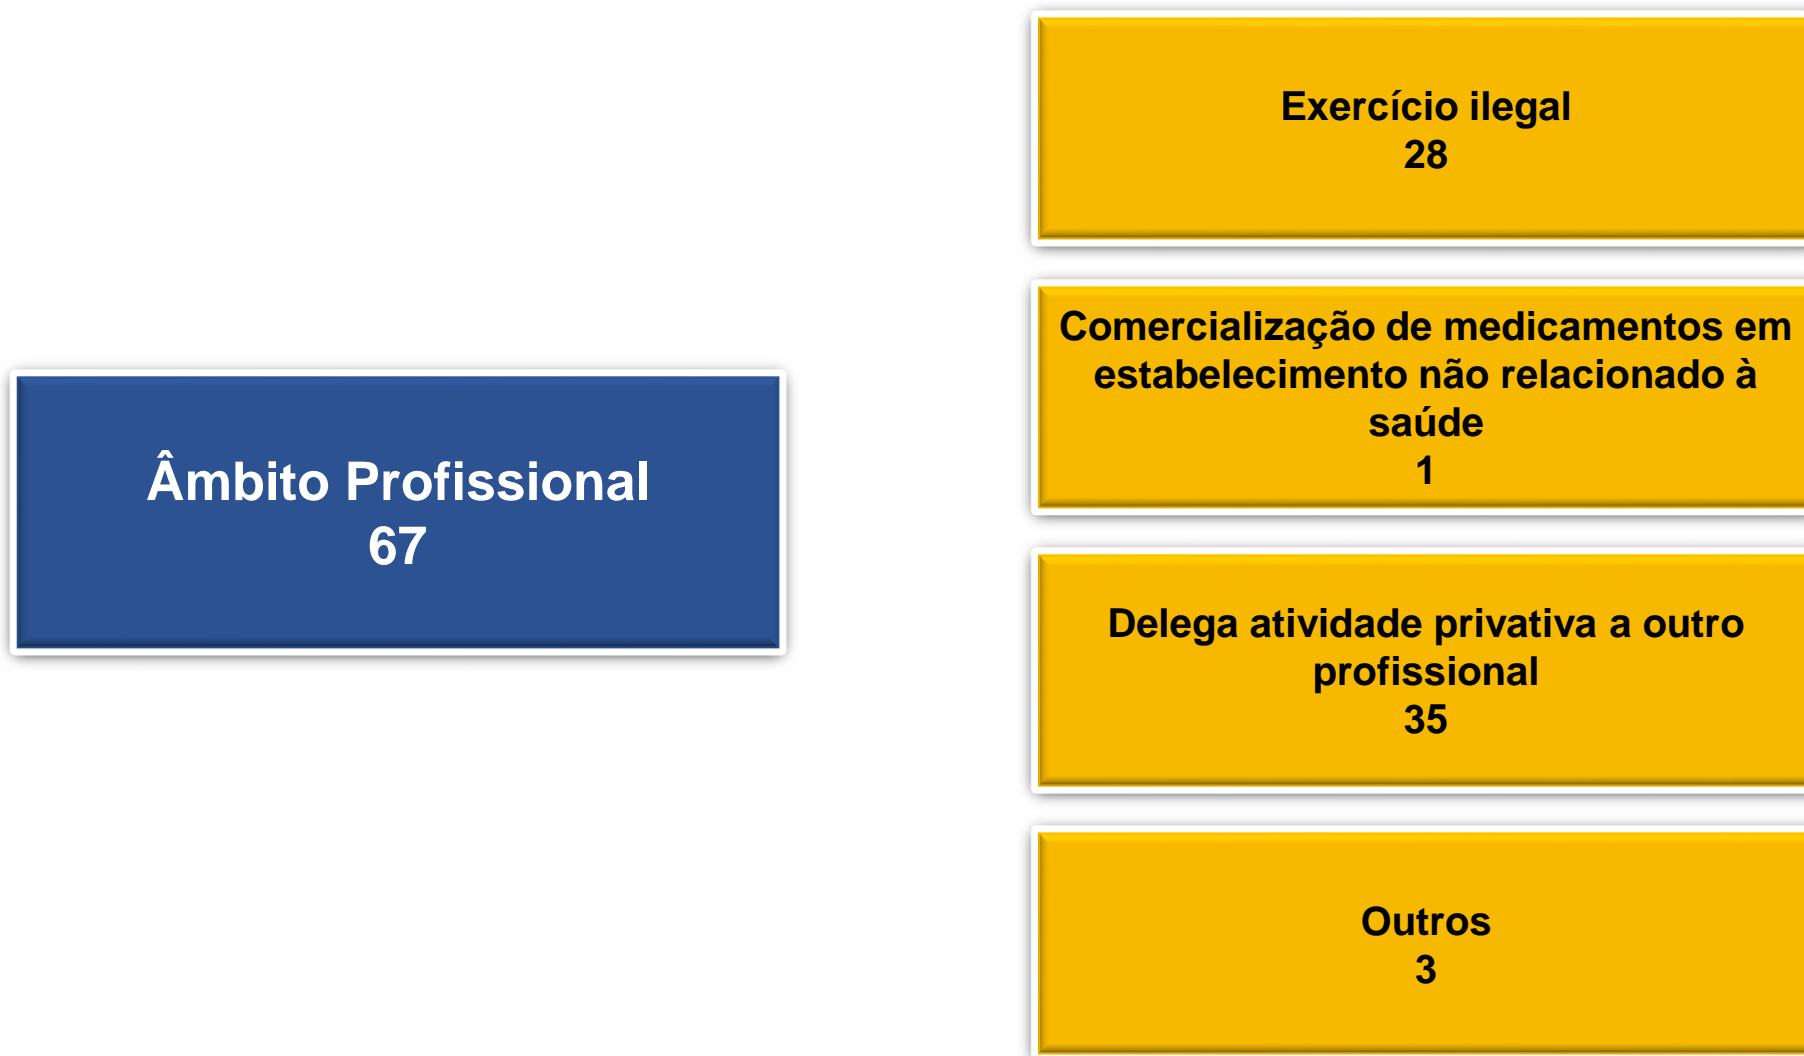 Âmbito Profissional
67
Exercício ilegal
28
Comercialização de medicamentos em
estabelecimento não relacionado à
saúde
1
Delega atividade privativa a outro
profissional
35
Outros
3